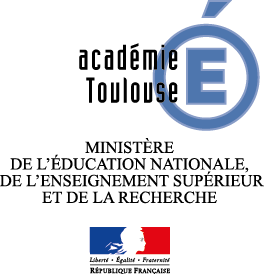 académie
Toulouse
É
MINISTÈRE
DE L'ÉDUCATION NATIONALE,
DE L'ENSEIGNEMENT SUPÉRIEUR
ET DE LA RECHERCHE
Liberté • Égalité • Fraternité
RÉPUBLIQUE FRANÇAISE